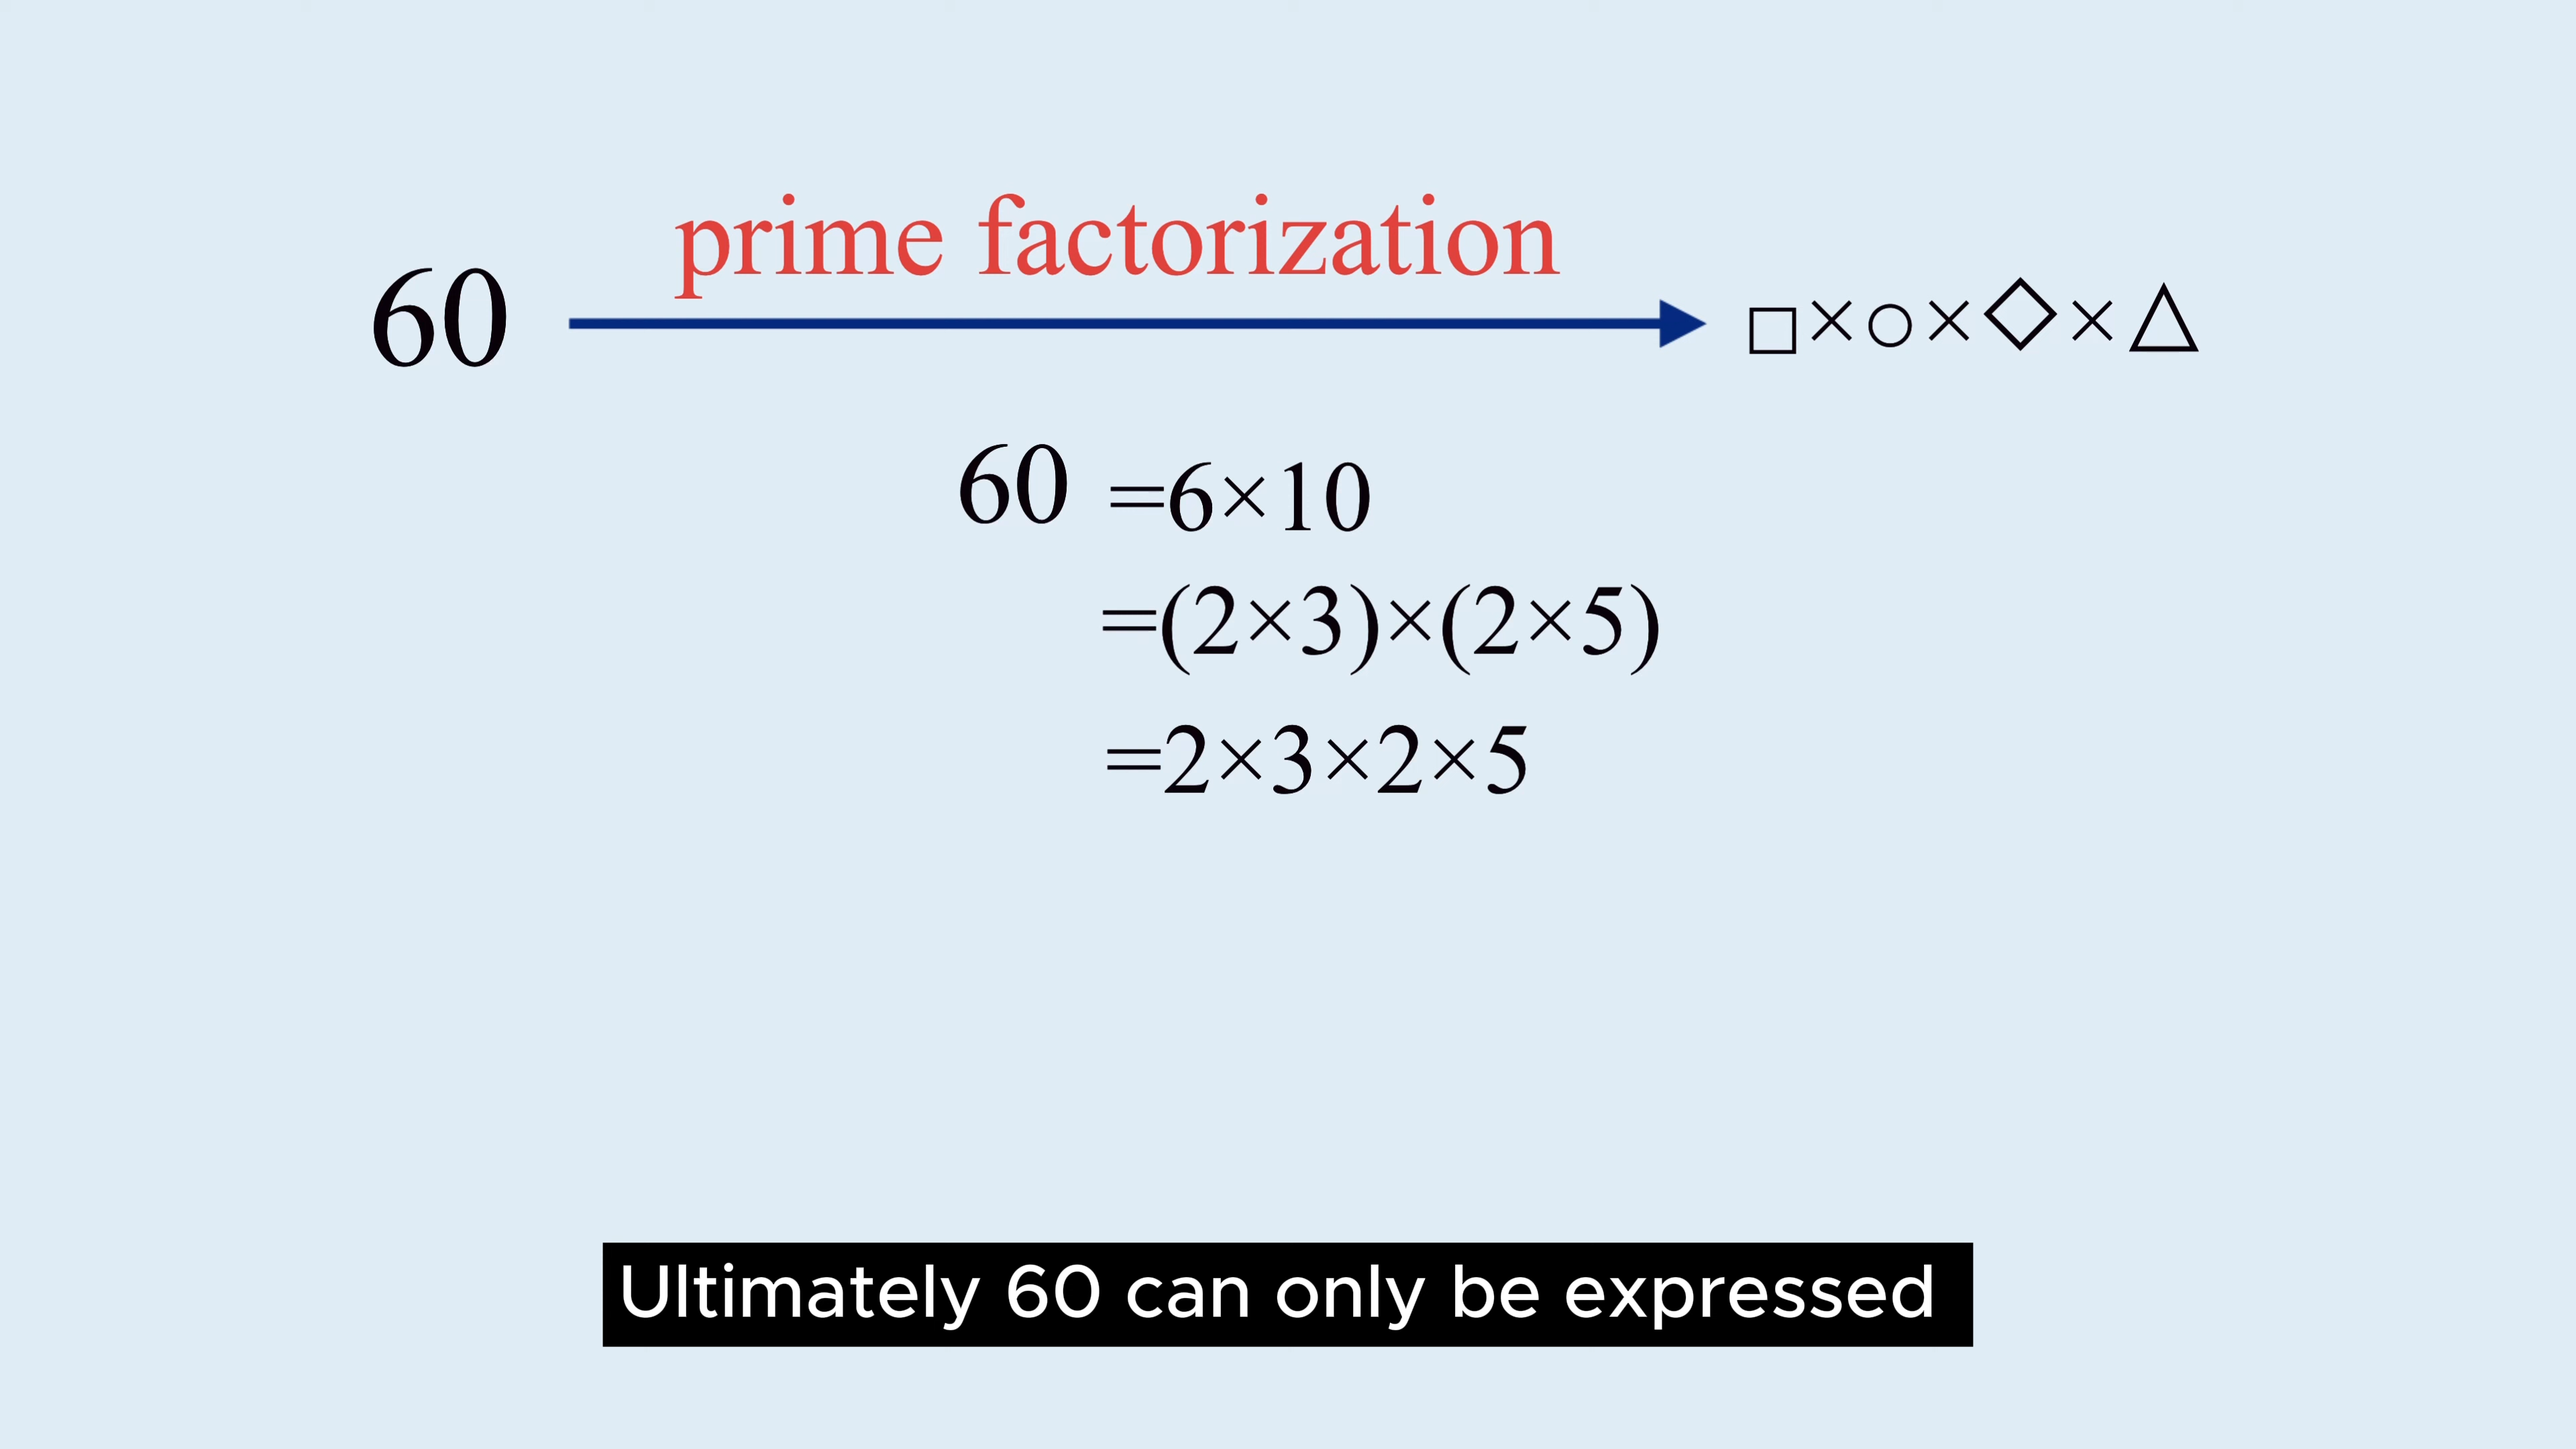 prime factorization
60 □×○×◇×△
60 =6×10
=(2×3)×(2×5)
=2×3×2×5
Ultimately 60 can only be expressed